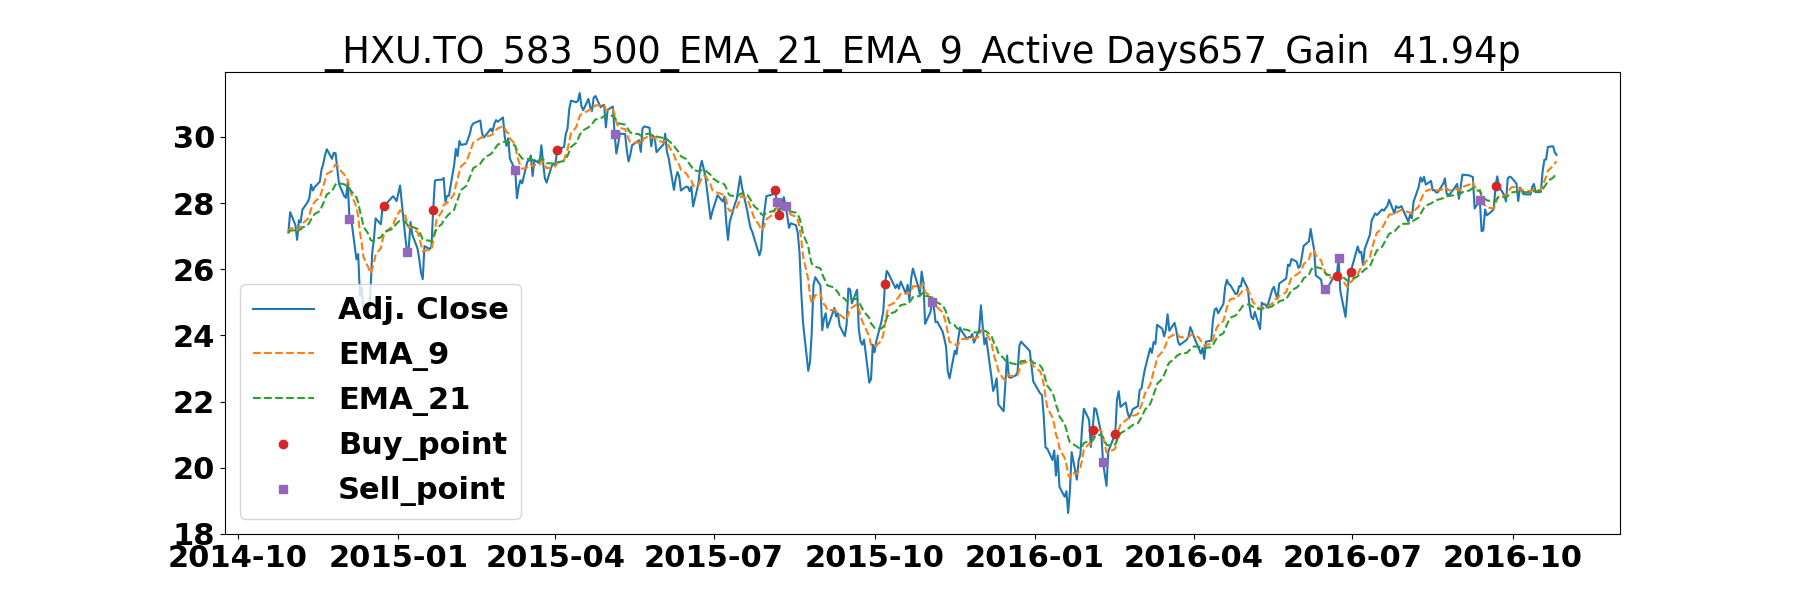 _HXU.TO_583_500_EMA_21_EMA_9_Active Days657_Gain  41.94p
30
28
26
24
22
20
18
Adj. Close
EMA_9
EMA_21
Buy_point
Sell_point
2014-10 2015-01 2015-04 2015-07 2015-10 2016-01 2016-04 2016-07 2016-10